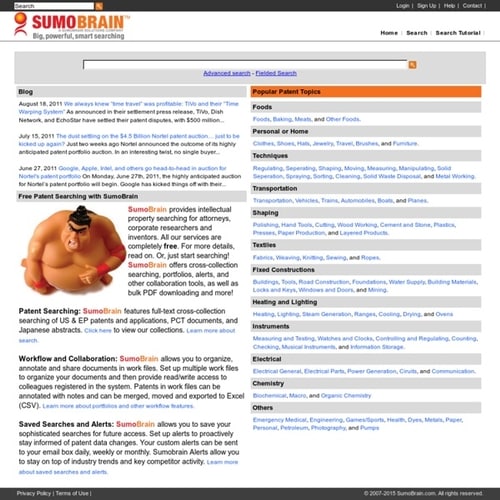 Search
Login | Sign Up | Help | Contact
SUMOBRAIN™
A SUMOBRAIN SOLUTIONS COMPANY
Big, powerful, smart searching
Home | Search | Search Tutorial |
Advanced search - Fielded Search
Blog
August 18, 2011 We always knew "time travel" was profitable: TiVo and their "Time
Warping System" As announced in their settlement press release, TiVo, Dish
Network, and EchoStar have settled their patent disputes, with $500 million...
July 15, 2011 The dust settling on the $4.5 Billion Nortel patent auction... just to be
kicked up again? Just two weeks ago Nortel announced the outcome of its highly
anticipated patent portfolio auction. In an interesting twist, no single buyer...
June 27, 2011 Google, Apple, Intel, and others go head-to-head in auction for
Nortel's patent portfolio On Monday, June 27th, 2011, the highly anticipated auction
for Nortel's patent portfolio will begin. Google has kicked things off with their...
Free Patent Searching with SumoBrain
SumoBrain provides intellectual
property searching for attorneys,
corporate researchers and
inventors. All our services are
completely free. For more details,
read on. Or, just start searching!
SumoBrain offers cross-collection
searching, portfolios, alerts, and
other collaboration tools, as well as
bulk PDF downloading and more!
Patent Searching: SumoBrain features full-text cross-collection
searching of US & EP patents and applications, PCT documents, and
Japanese abstracts. Click here to view our collections. Learn more about
search.
Workflow and Collaboration: SumoBrain allows you to organize,
annotate and share documents in work files. Set up multiple work files
to organize your documents and then provide read/write access to
colleagues registered in the system. Patents in work files can be
annotated with notes and can be merged, moved and exported to Excel
(CSV). Learn more about portfolios and other workflow features.
Saved Searches and Alerts: SumoBrain allows you to save your
sophisticated searches for future access. Set up alerts to proactively
stay informed of patent data changes. Your custom alerts can be sent
to your email box daily, weekly or monthly. Sumobrain Alerts allow you
to stay on top of industry trends and key competitor activity. Learn more
about saved searches and alerts.
Popular Patent Topics
Foods
Foods, Baking, Meats, and Other Foods.
Personal or Home
Clothes, Shoes, Hats, Jewelry, Travel, Brushes, and Furniture.
Techniques
Regulating, Seperating, Shaping, Moving, Measuring, Manipulating, Solid
Seperation, Spraying, Sorting, Cleaning, Solid Waste Disposal, and Metal Working.
Transportation
Transportation, Vehicles, Trains, Automobiles, Boats, and Planes.
Shaping
Polishing, Hand Tools, Cutting, Wood Working, Cement and Stone, Plastics,
Presses, Paper Production, and Layered Products.
Textiles
Fabrics, Weaving, Knitting, Sewing, and Ropes.
Fixed Constructions
Buildings, Tools, Road Construction, Foundations, Water Supply, Building Materials,
Locks and Keys, Windows and Doors, and Mining.
Heating and Lighting
Heating, Lighting, Steam Generation, Ranges, Cooling, Drying, and Ovens.
Instruments
Measuring and Testing, Watches and Clocks, Controlling and Regulating, Counting,
Checking, Musical Instruments, and Information Storage.
Electrical
Electrical General, Electrical Parts, Power Generation, Ciruits, and Communication.
Chemistry
Biochemistry, Macro, and Organic Chemistry
Others
Emergency Medical, Engineering, Games/Sports, Health, Dyes, Metals, Paper,
Personal, Petroleum, Photography, and Pumps
Privacy Policy | Terms of Use |
© 2007-2015 SumoBrain.com. All rights reserved.